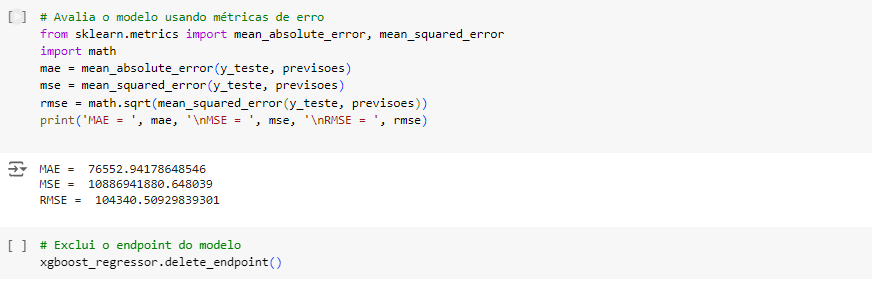 [ ] # Avalia o modelo usando métricas de erro
from sklearn.metrics import mean_absolute_error, mean_squared_error
import math
mae = mean_absolute_error(y_teste, previsoes)
mse = mean_squared_error(y_teste, previsoes)
rmse = math.sqrt(mean_squared_error(y_teste, previsoes))
print('MAE = ', mae, '\nMSE = ', mse, '\nRMSE = ', rmse)
MAE =  76552.94178648546
MSE =  10886941880.648039
RMSE =  104340.50929839301
[ ] # Exclui o endpoint do modelo
xgboost_regressor.delete_endpoint()